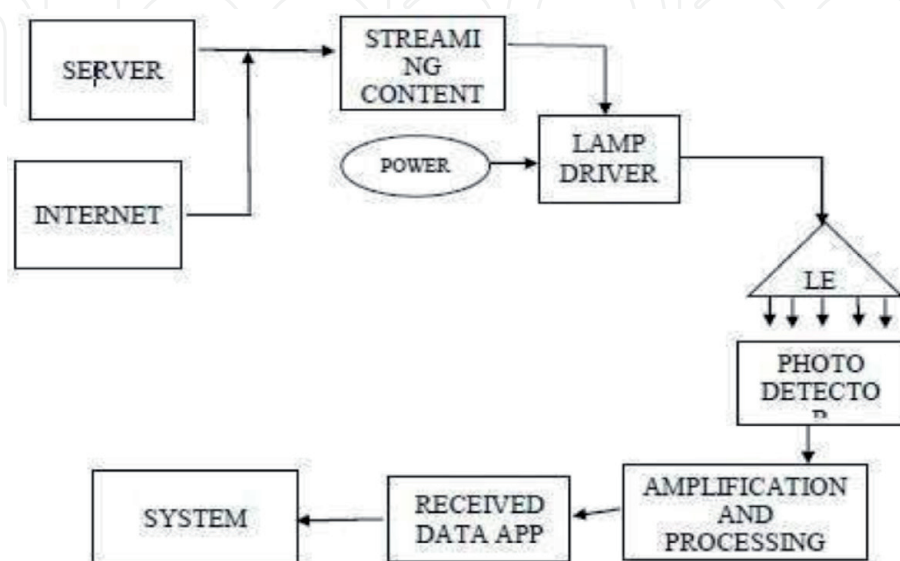 SERVER
STREAMI
NG
CONTENT
POWER
LAMP
DRIVER
INTERNET
LE
PHOTO
DETECTO
R
AMPLIFICATION
AND
PROCESSING
RECEIVED
DATA APP
SYSTEM